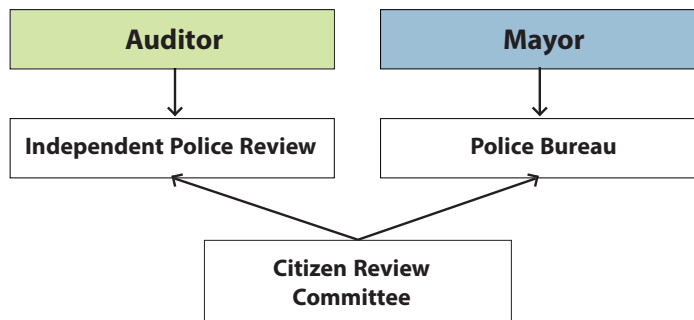 Auditor
Mayor
Independent Police Review
Police Bureau
Citizen Review
Committee